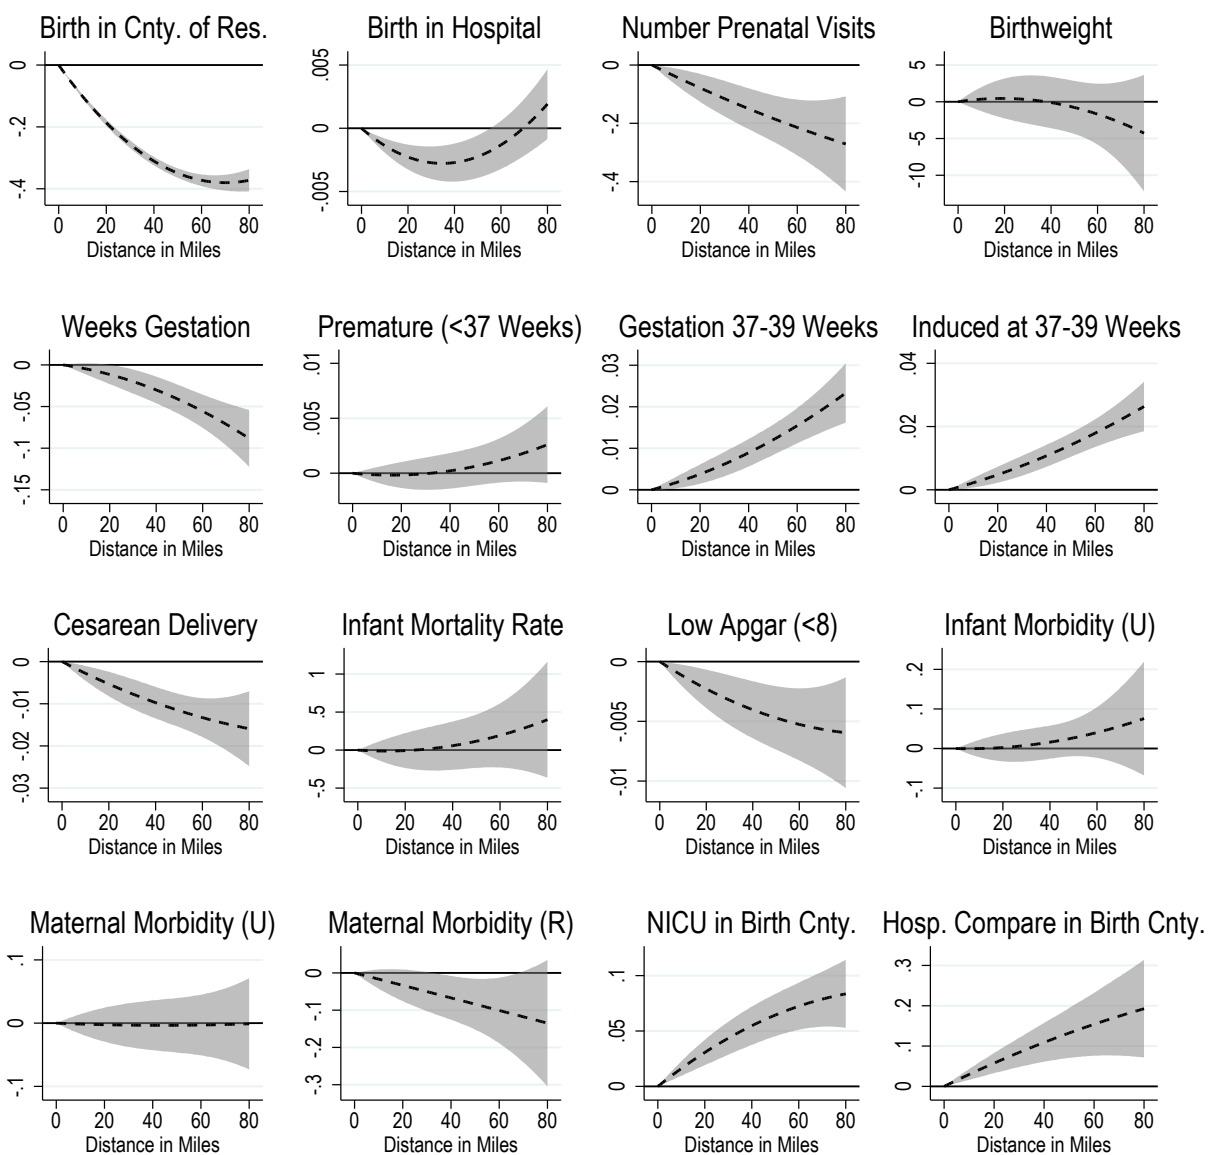 Birth in Cnty. of Res.
0
-.2
-.4
0 20 40 60 80
Distance in Miles
Birth in Hospital
.005
0
-.005
0 20 40 60 80
Distance in Miles
Number Prenatal Visits
0
-.2
-.4
0 20 40 60 80
Distance in Miles
Birthweight
5
0
-5
-10
0 20 40 60 80
Distance in Miles
Weeks Gestation
0
-.05
-.1
-.15
0 20 40 60 80
Distance in Miles
Premature (<37 Weeks)
.01
.005
0
0 20 40 60 80
Distance in Miles
Gestation 37-39 Weeks
.03
.02
.01
0
0 20 40 60 80
Distance in Miles
Induced at 37-39 Weeks
.04
.02
0
0 20 40 60 80
Distance in Miles
Cesarean Delivery
0
-.01
-.02
-.03
0 20 40 60 80
Distance in Miles
Infant Mortality Rate
1
.5
0
-.5
0 20 40 60 80
Distance in Miles
Low Apgar (<8)
0
-.005
-.01
0 20 40 60 80
Distance in Miles
Infant Morbidity (U)
.2
.1
0
-.1
0 20 40 60 80
Distance in Miles
Maternal Morbidity (U)
.1
0
-.1
0 20 40 60 80
Distance in Miles
Maternal Morbidity (R)
0
-.1
-.2
-.3
0 20 40 60 80
Distance in Miles
NICU in Birth Cnty.
.1
.05
0
0 20 40 60 80
Distance in Miles
Hosp. Compare in Birth Cnty.
.3
.2
.1
0
0 20 40 60 80
Distance in Miles